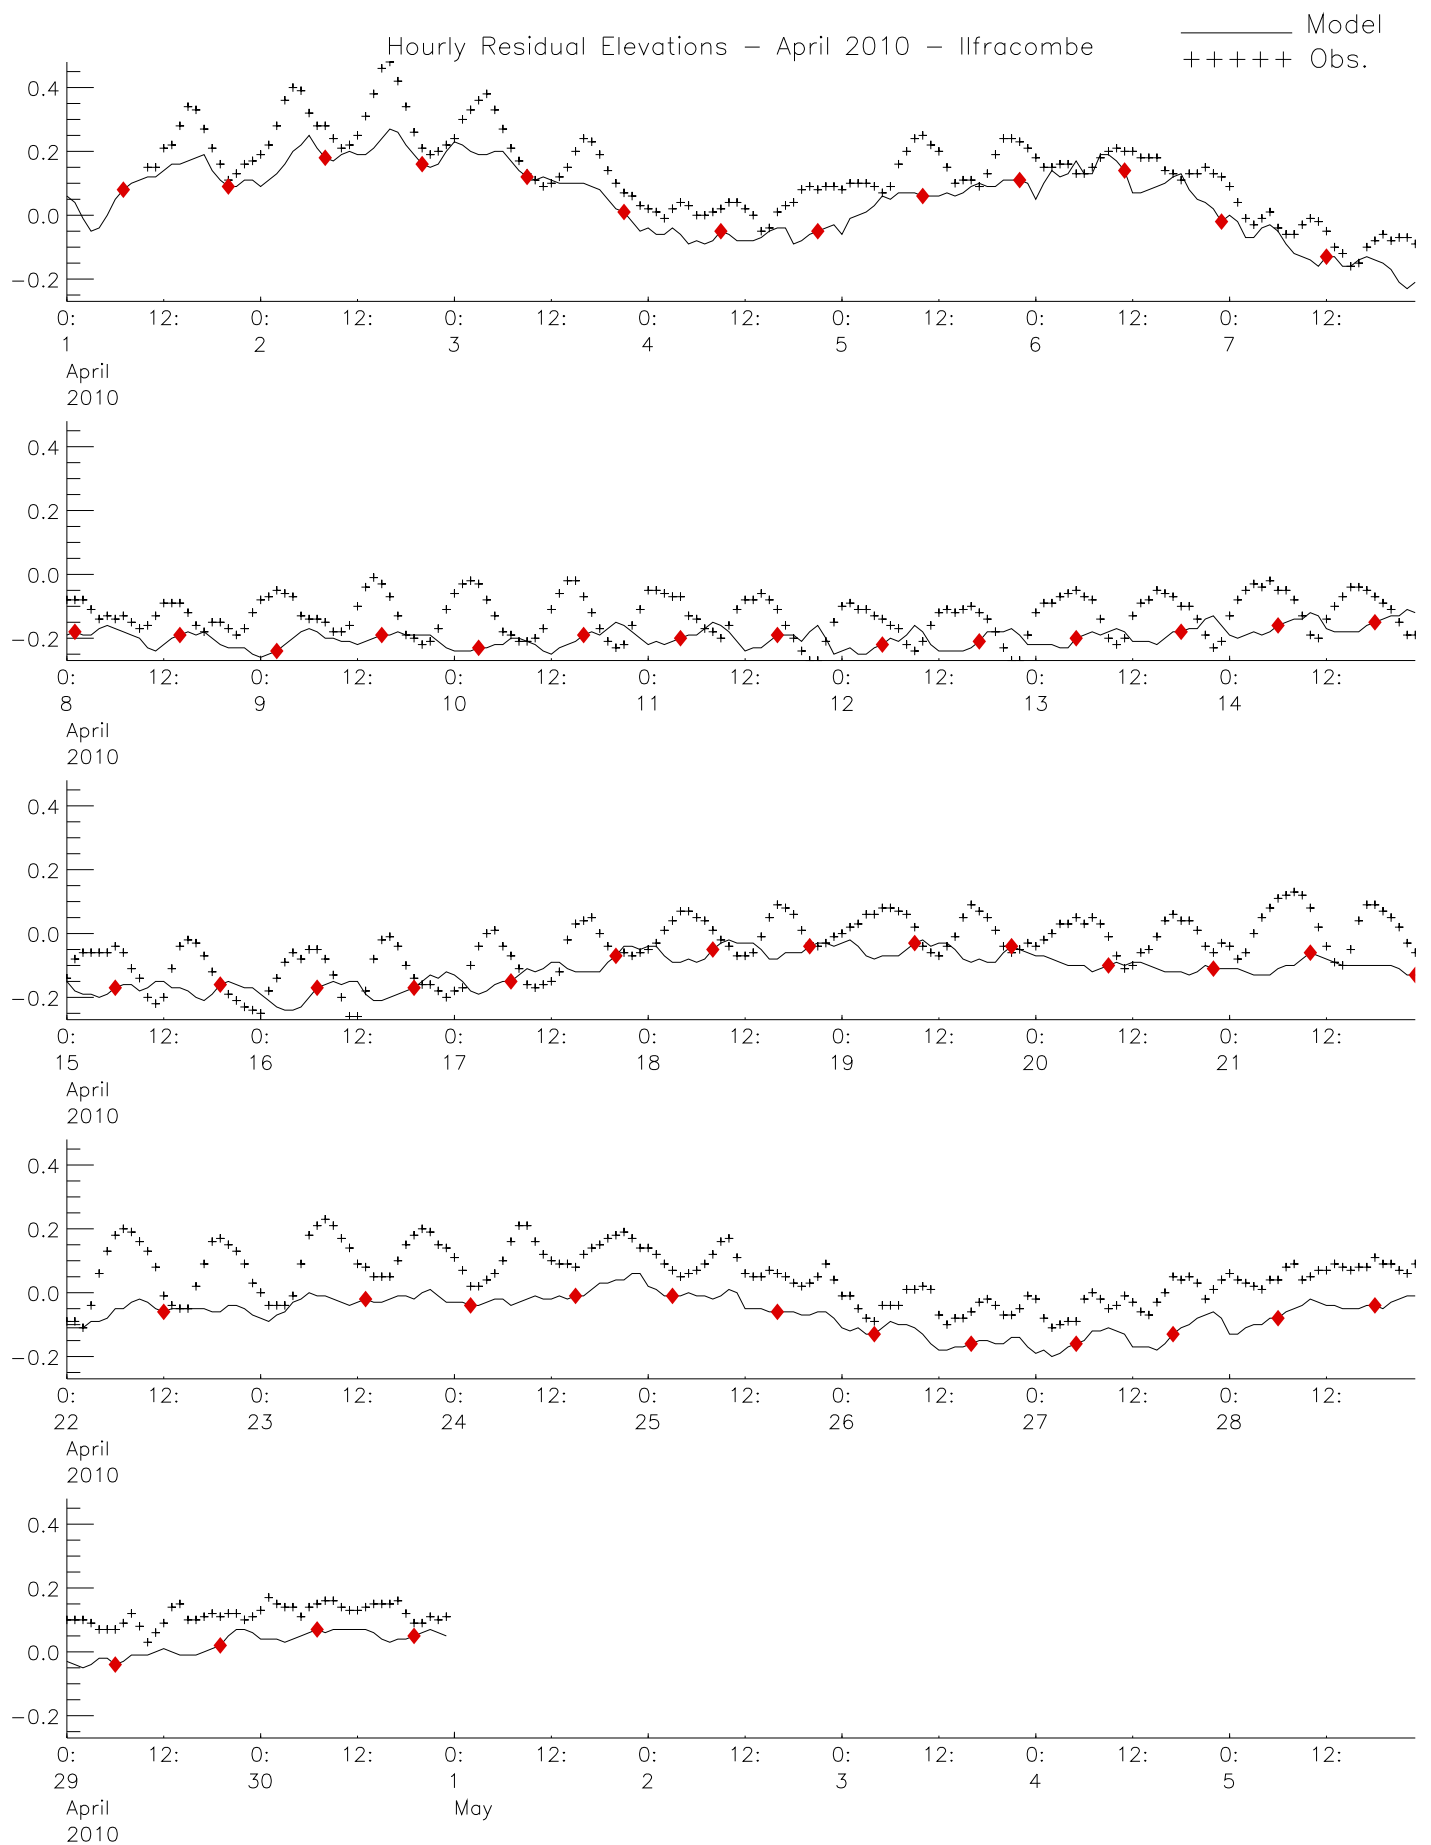 Hourly Residual Elevations – April 2010 – Ilfracombe
Model
+++++ Obs.
0.4
0.2
0.0
−0.2
0: 12: 0: 12: 0: 12: 0: 12: 0: 12: 0: 12: 0: 12:
1 2 3 4 5 6 7
April
2010
0.4
0.2
0.0
−0.2
0: 12: 0: 12: 0: 12: 0: 12: 0: 12: 0: 12: 0: 12:
8 9 10 11 12 13 14
April
2010
0.4
0.2
0.0
−0.2
0: 12: 0: 12: 0: 12: 0: 12: 0: 12: 0: 12: 0: 12:
15 16 17 18 19 20 21
April
2010
0.4
0.2
0.0
−0.2
0: 12: 0: 12: 0: 12: 0: 12: 0: 12: 0: 12: 0: 12:
22 23 24 25 26 27 28
April
2010
0.4
0.2
0.0
−0.2
0: 12: 0: 12: 0: 12: 0: 12: 0: 12: 0: 12: 0: 12:
29 30 1 2 3 4 5
April May
2010